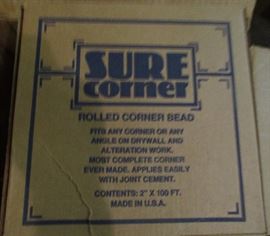 SURE
corner
ROLLED CORNER BEAD
FITS ANY CORNER OR ANY
ANGLE ON DRYWALL AND
ALTERATION WORK.
MOST COMPLETE CORNER
EVER MADE. APPLIES EASILY
WITH JOINT CEMENT.
CONTENTS: 2" X 100 FT.
MADE IN U.S.A.